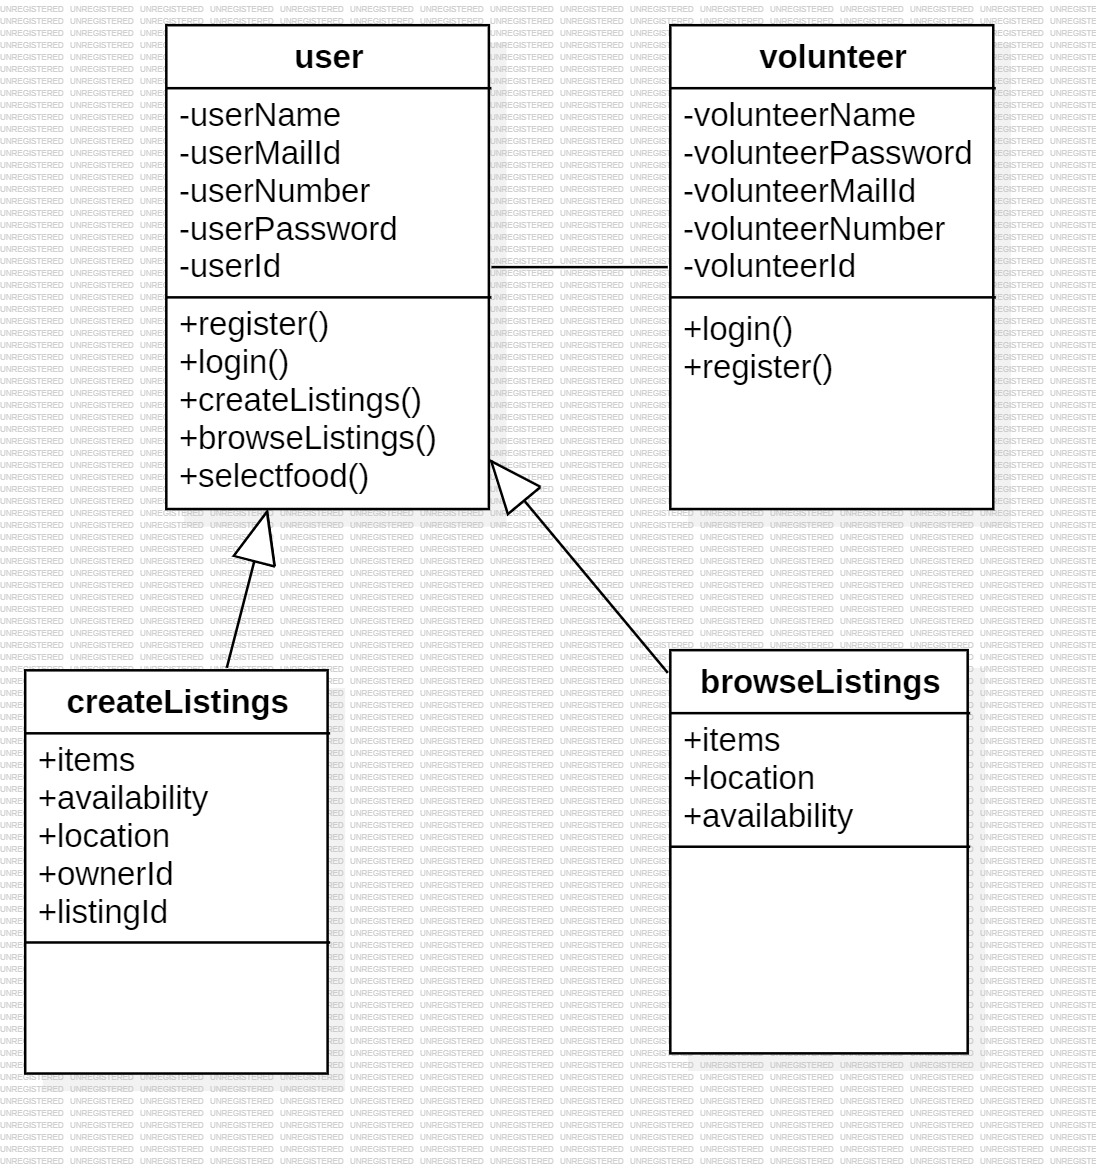 user
-userName
-userMailId
-userNumber
-userPassword
-userId
+register()
+login()
+createListings()
+browseListings()
+selectfood()
volunteer
-volunteerName
-volunteerPassword
-volunteerMailId
-volunteerNumber
-volunteerId
+login()
+register()
createListings
+items
+availability
+location
+ownerId
+listingId
browseListings
+items
+location
+availability
UNREGISTERED